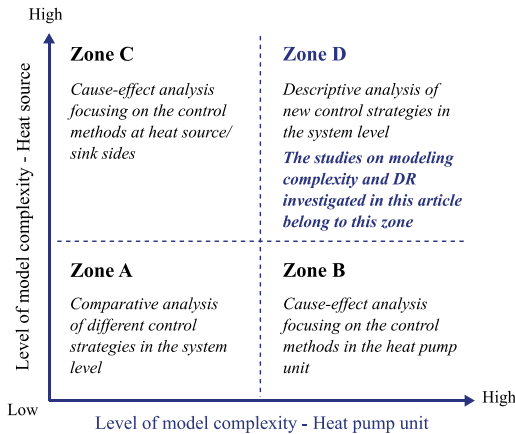 High
Level of model complexity - Heat source
Zone C
Cause-effect analysis
focusing on the control
methods at heat source/
sink sides
Zone D
Descriptive analysis of
new control strategies in
the system level
The studies on modeling
complexity and DR
investigated in this article
belong to this zone
Zone A
Comparative analysis
of different control
strategies in the system
level
Zone B
Cause-effect analysis
focusing on the control
methods in the heat pump
unit
Low
High
Level of model complexity - Heat pump unit